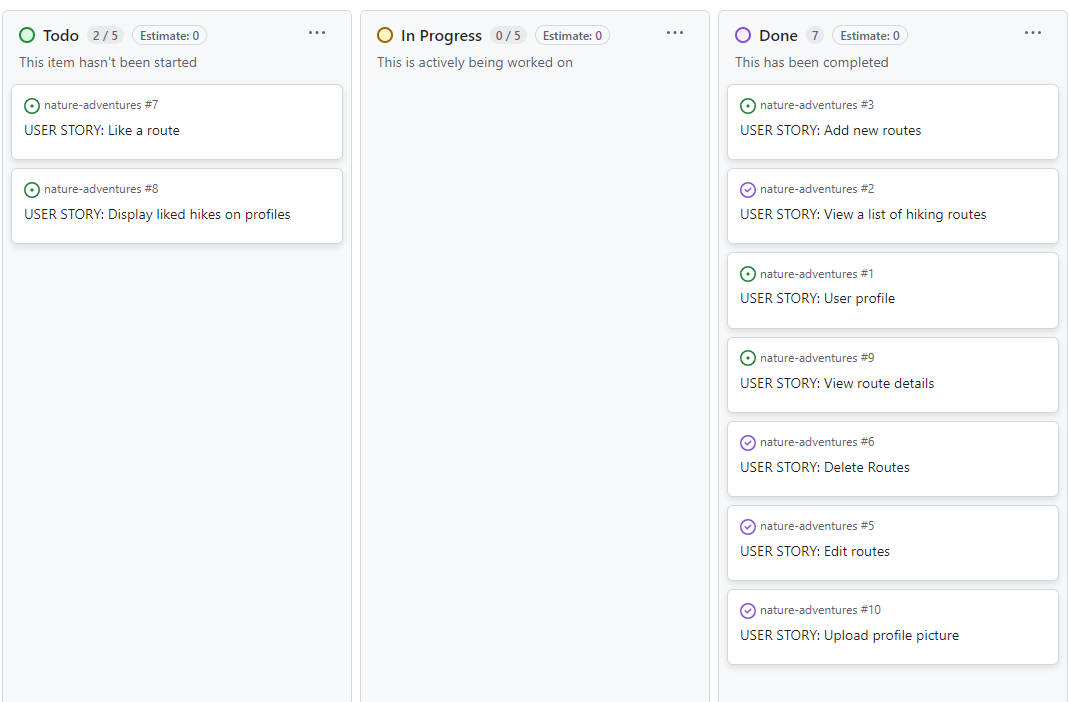 Todo 2 / 5 Estimate: 0
This item hasn't been started
nature-adventures #7
USER STORY: Like a route
nature-adventures #8
USER STORY: Display liked hikes on profiles
In Progress 0 / 5 Estimate: 0
This is actively being worked on
Done 7 Estimate: 0
This has been completed
nature-adventures #3
USER STORY: Add new routes
nature-adventures #2
USER STORY: View a list of hiking routes
nature-adventures #1
USER STORY: User profile
nature-adventures #9
USER STORY: View route details
nature-adventures #6
USER STORY: Delete Routes
nature-adventures #5
USER STORY: Edit routes
nature-adventures #10
USER STORY: Upload profile picture